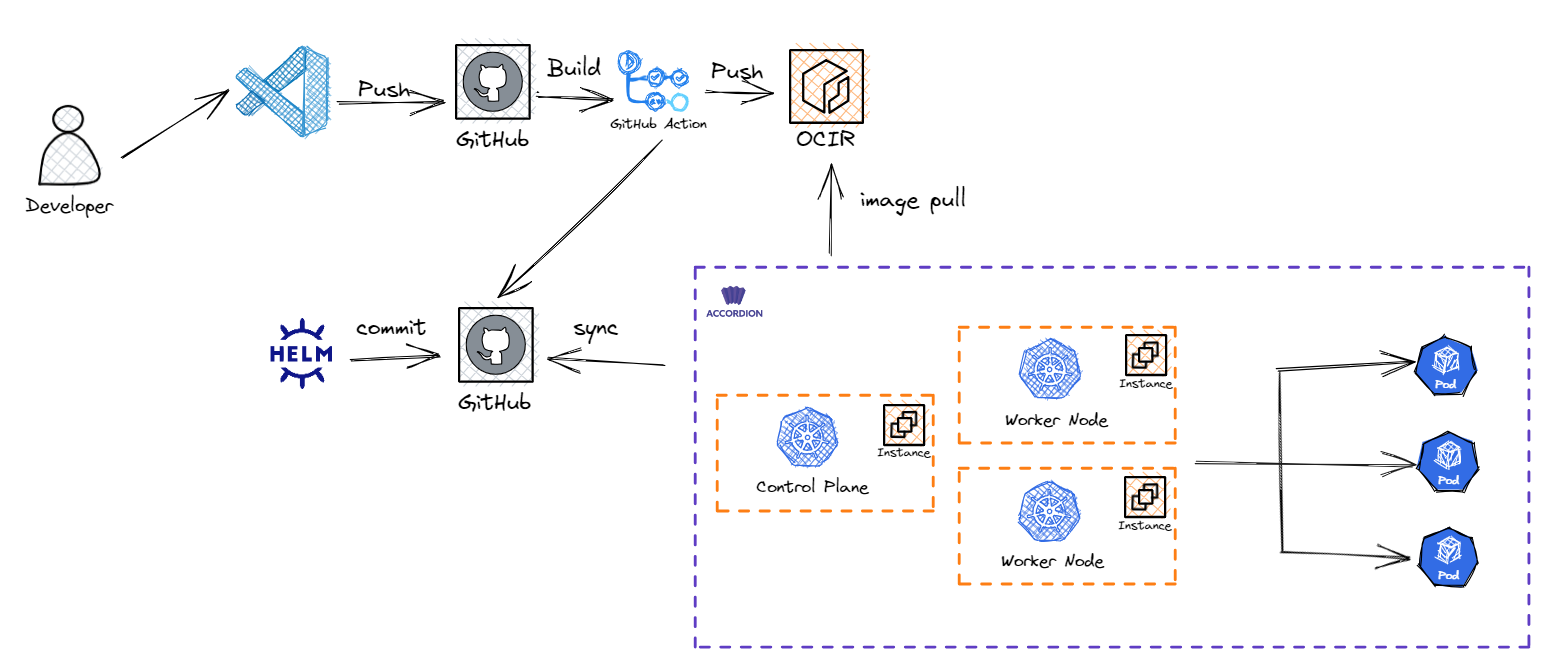 Push
Build
Push
GitHub
GitHub Action
OCIR
Developer
image pull
ACCORDION
HELM
commit
sync
GitHub
Instance
Worker Node
Pod
Instance
Control Plane
Pod
Instance
Worker Node
Pod